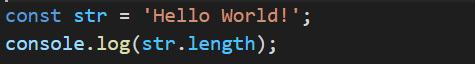 const str = 'Hello World!';
console.log(str.length);